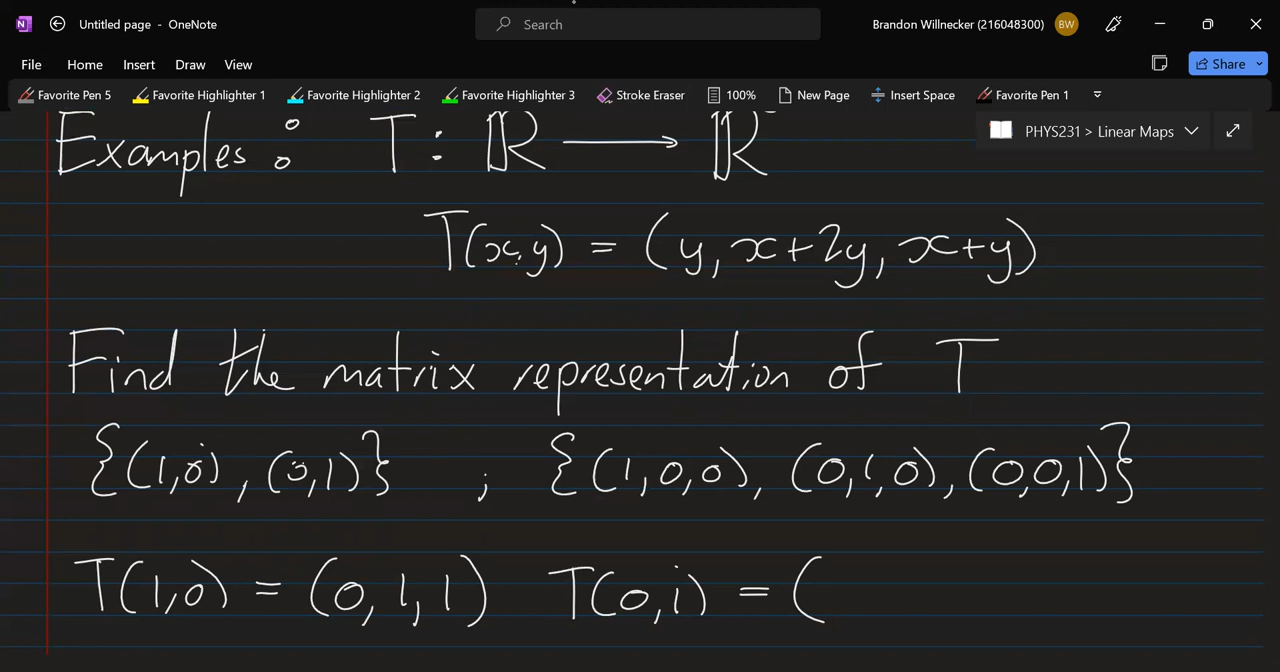 Untitled page - OneNote
Search
Brandon Willnecker (216048300)
BW
File Home Insert Draw View
Share
Favorite Pen 5 Favorite Highlighter 1 Favorite Highlighter 2 Favorite Highlighter 3 Stroke Eraser 100% New Page Insert Space Favorite Pen 1
PHYS231 > Linear Maps
Examples: T: ℝ ⟶ ℝ
T(x,y) = (y, x+2y, x+y)
Find the matrix representation of T
{(1,0), (0,1)} ; {(1,0,0), (0,1,0), (0,0,1)}
T(1,0) = (0,1,1) T(0,1) = (